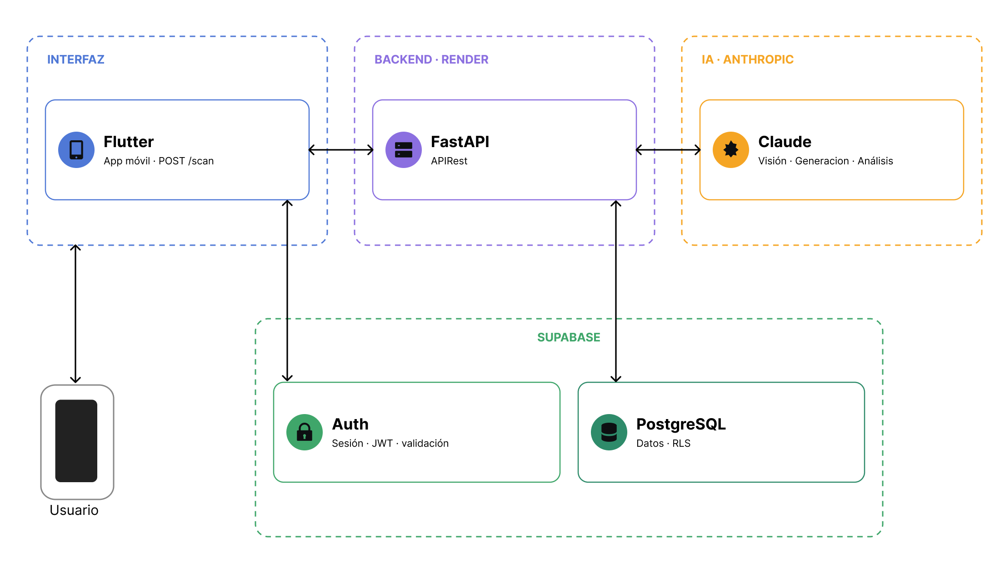 INTERFAZ
Flutter
App móvil · POST /scan
BACKEND · RENDER
FastAPI
APIRest
IA · ANTHROPIC
Claude
Visión · Generacion · Análisis
SUPABASE
Auth
Sesión · JWT · validación
PostgreSQL
Datos · RLS
Usuario